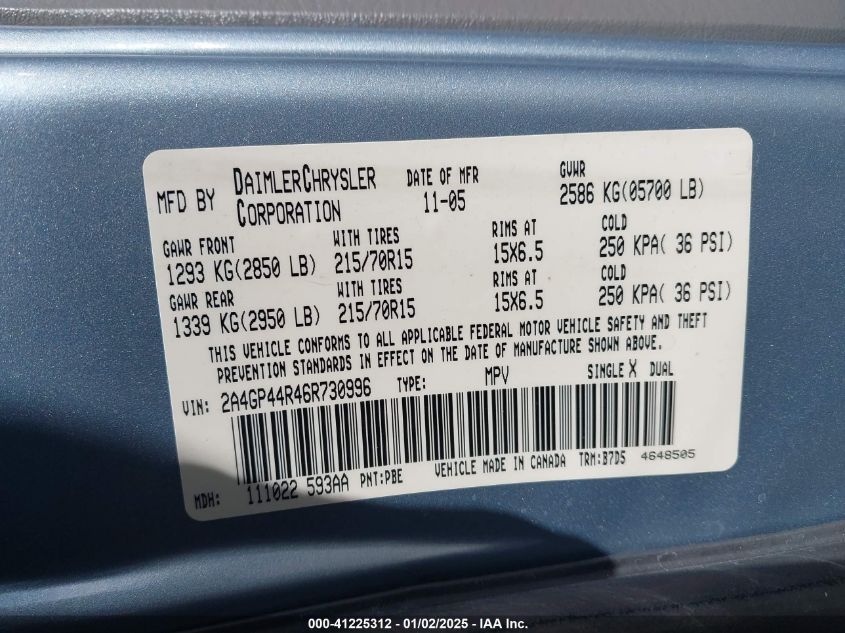 MFD BY DAIMLERCHRYSLER CORPORATION DATE OF MFR 11-05 GVWR 2586 KG(05700 LB)
GAWR FRONT WITH TIRES RIMS AT COLD
1293 KG(2850 LB) 215/70R15 15X6.5 250 KPA( 36 PSI)
GAWR REAR WITH TIRES RIMS AT COLD
1339 KG(2950 LB) 215/70R15 15X6.5 250 KPA( 36 PSI)
THIS VEHICLE CONFORMS TO ALL APPLICABLE FEDERAL MOTOR VEHICLE SAFETY AND THEFT
PREVENTION STANDARDS IN EFFECT ON THE DATE OF MANUFACTURE SHOWN ABOVE.
VIN: 2A4GP44R46R730996 TYPE: MPV SINGLE X DUAL
MDH: 111022 593AA PNT:PBE VEHICLE MADE IN CANADA TRM:B7D5 4648505
000-41225312 - 01/02/2025 - © IAA Inc.